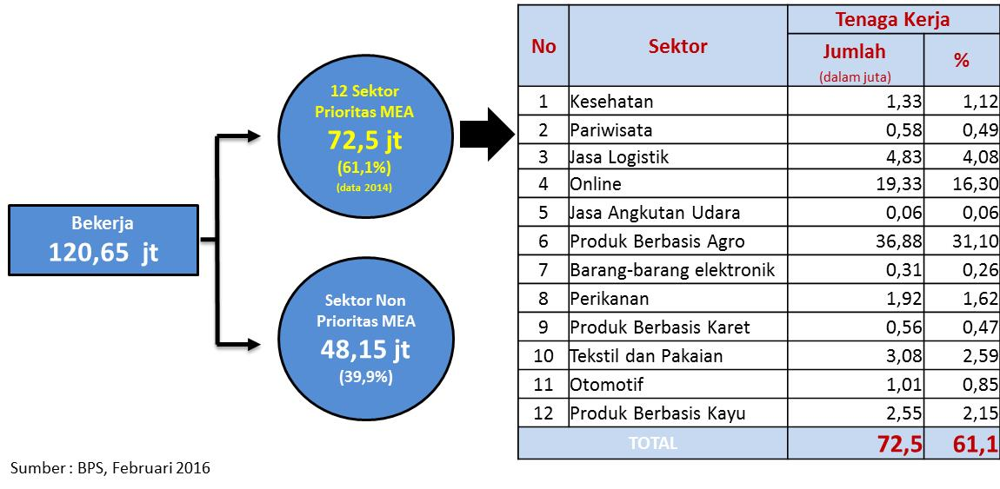 Bekerja
120,65 jt
12 Sektor
Prioritas MEA
72,5 jt
(61,1%)
(data 2014)
Sektor Non
Prioritas MEA
48,15 jt
(39,9%)
No Sektor Tenaga Kerja
Jumlah
(dalam juta)
%
1 Kesehatan 1,33 1,12
2 Pariwisata 0,58 0,49
3 Jasa Logistik 4,83 4,08
4 Online 19,33 16,30
5 Jasa Angkutan Udara 0,06 0,06
6 Produk Berbasis Agro 36,88 31,10
7 Barang-barang elektronik 0,31 0,26
8 Perikanan 1,92 1,62
9 Produk Berbasis Karet 0,56 0,47
10 Tekstil dan Pakaian 3,08 2,59
11 Otomotif 1,01 0,85
12 Produk Berbasis Kayu 2,55 2,15
TOTAL 72,5 61,1
Sumber : BPS, Februari 2016